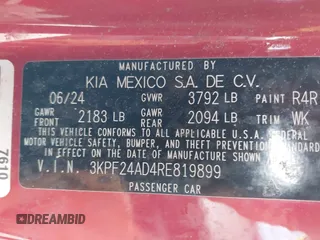 MANUFACTURED BY
KIA MEXICO S.A. DE C.V.
06/24 GVWR 3792 LB PAINT R4R
GAWR FRONT 2183 LB GAWR REAR 2094 LB TRIM WK
THIS VEHICLE CONFORMS TO ALL APPLICABLE U.S.A. FEDERAL
MOTOR VEHICLE SAFETY, BUMPER, AND THEFT PREVENTION
STANDARDS IN EFFECT ON THE DATE OF MANUFACTURE SHOWN ABOVE.
V.I.N. 3KPF24AD4RE819899
PASSENGER CAR
7610